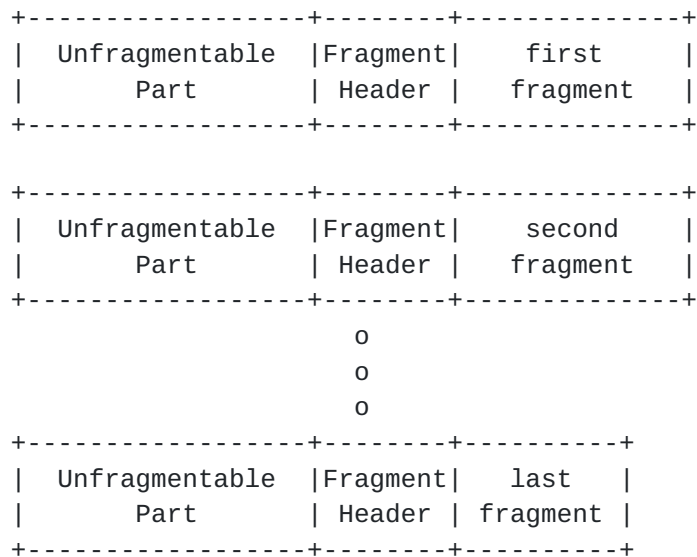 +------------------+--------+--------------+
|  Unfragmentable  |Fragment|    first     |
|       Part       | Header |   fragment   |
+------------------+--------+--------------+

+------------------+--------+--------------+
|  Unfragmentable  |Fragment|    second    |
|       Part       | Header |   fragment   |
+------------------+--------+--------------+
                      o
                      o
                      o
+------------------+--------+----------+
|  Unfragmentable  |Fragment|   last   |
|       Part       | Header | fragment |
+------------------+--------+----------+